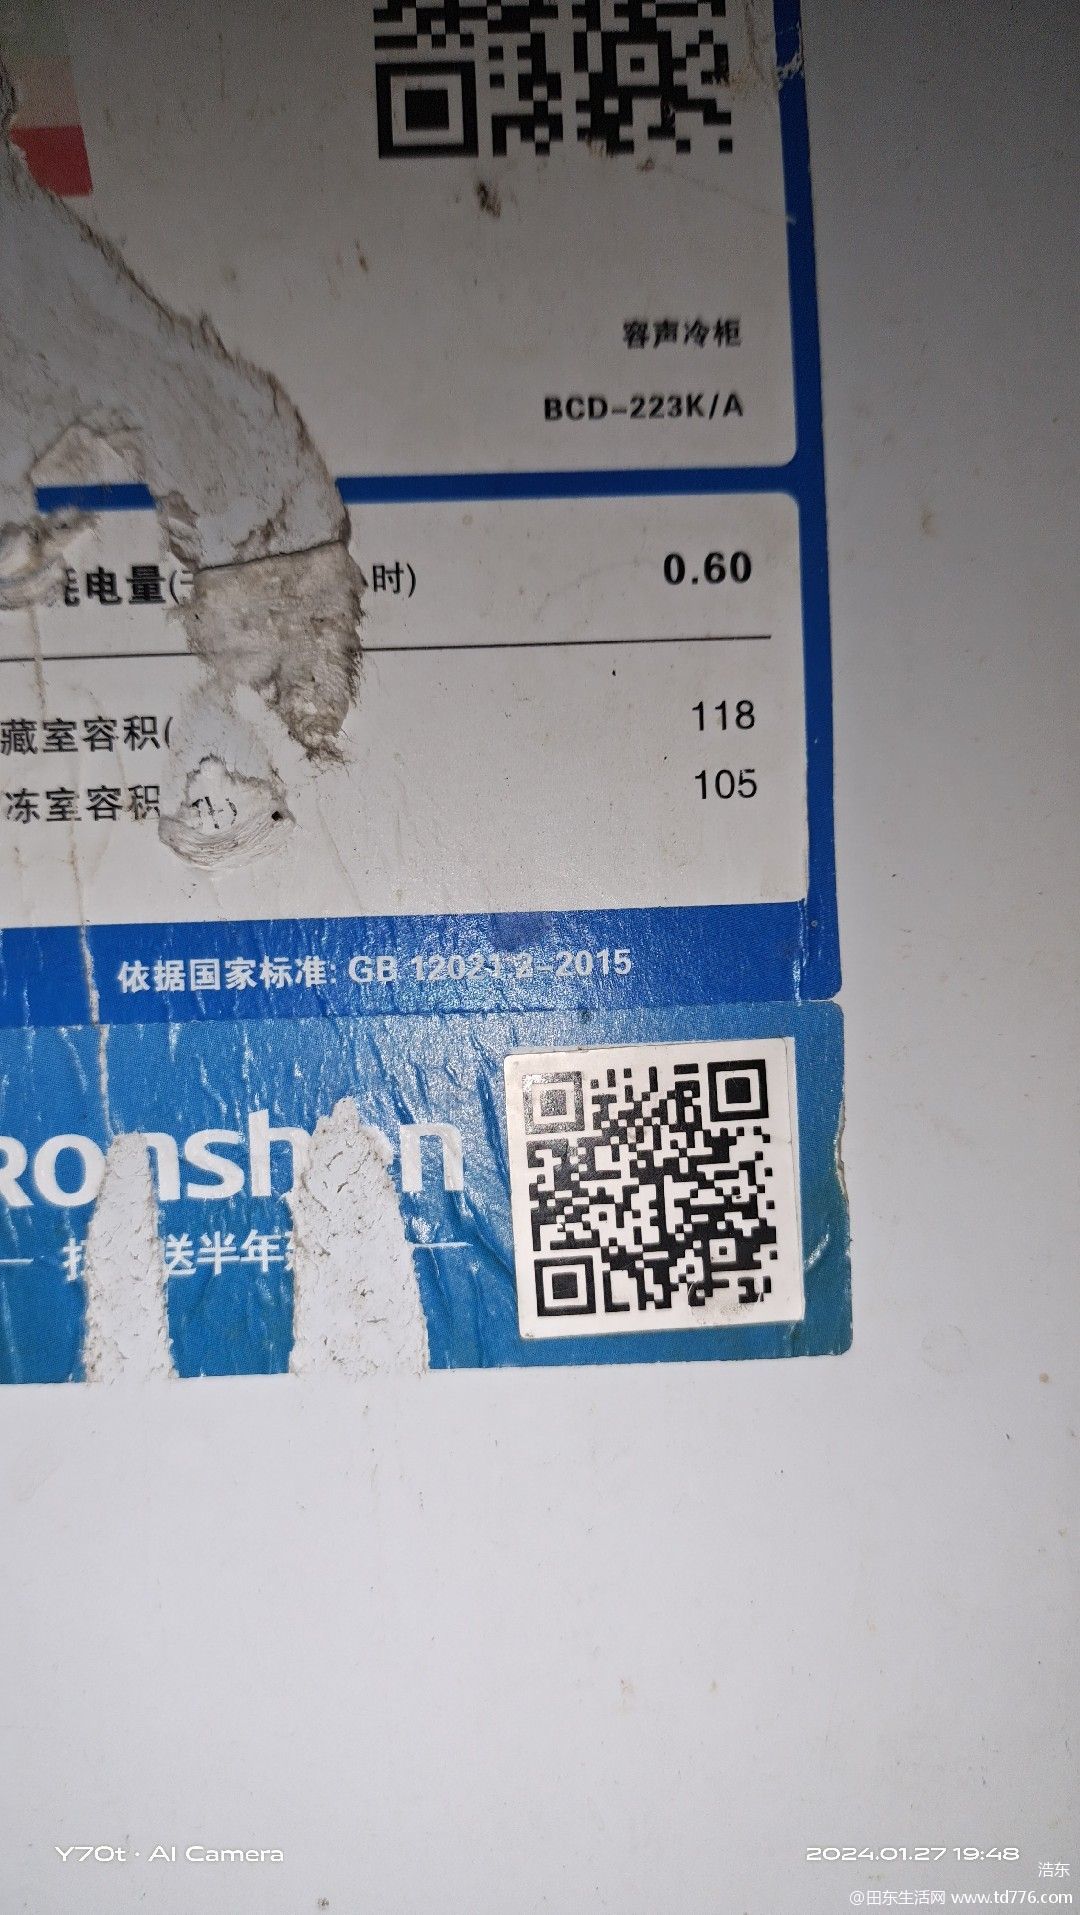 容声冷柜
BCD-223K/A
耗电量( 时) 0.60
藏室容积( 118
冻室容积 105
依据国家标准: GB 12021.2-2015
Ronshen
送半年
Y70t · AI Camera
2024.01.27 19:48
浩东
@田东生活网 www.td776.com